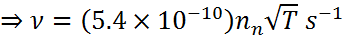 ⇒ ν = (5.4 × 10⁻¹⁰)nₙ√T s⁻¹